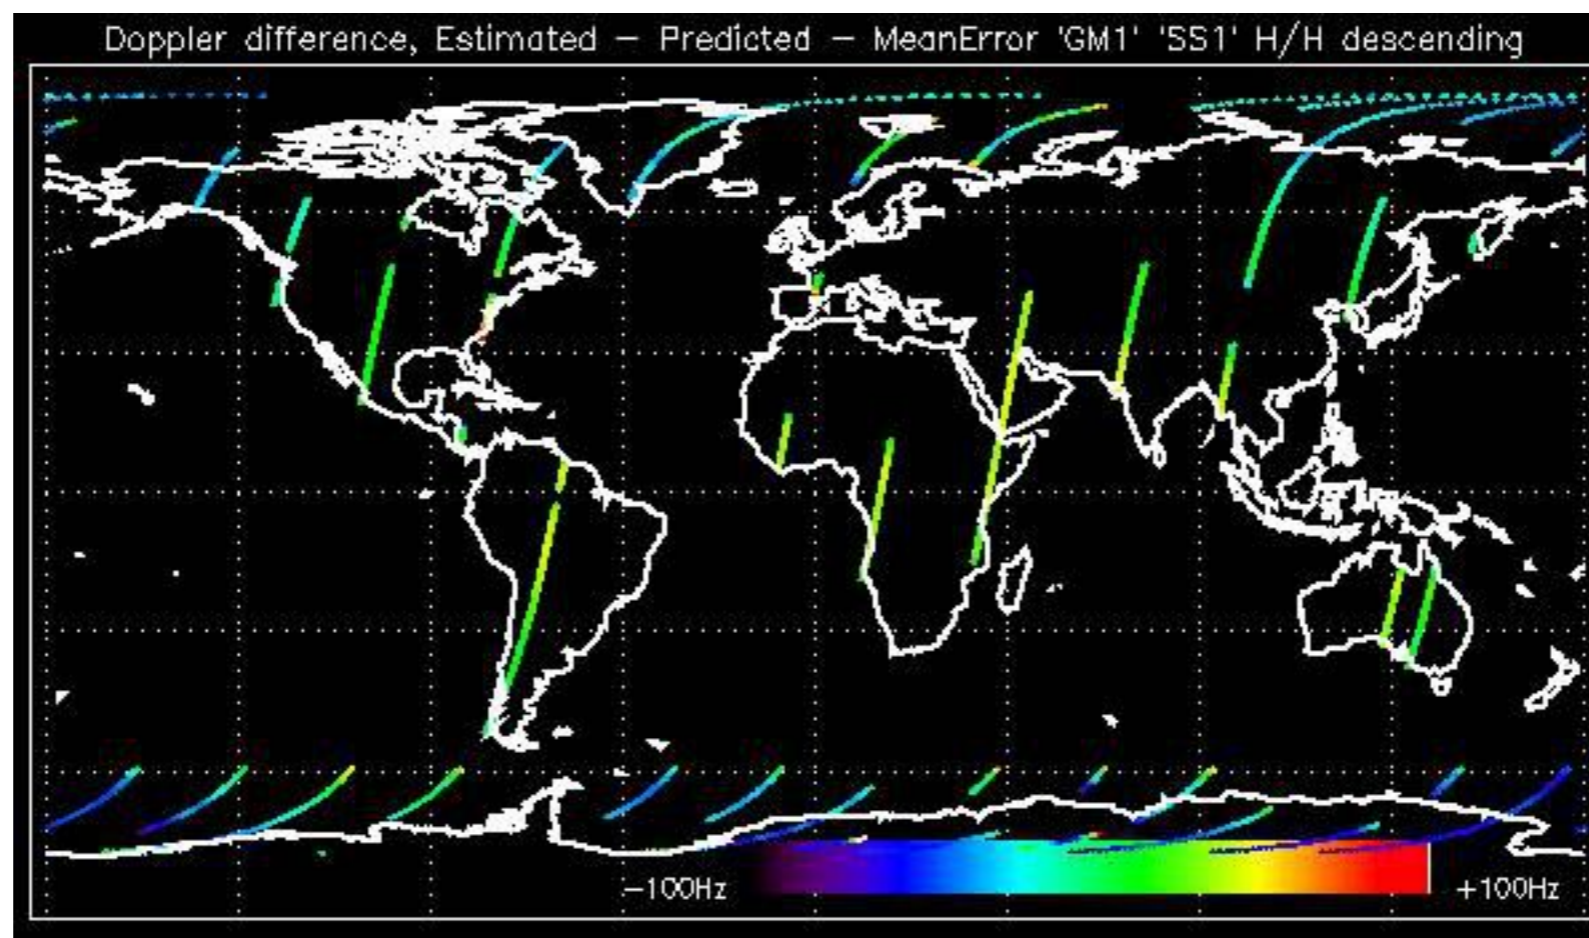 Doppler difference, Estimated – Predicted – MeanError 'GM1' 'SS1' H/H descending
–100Hz +100Hz